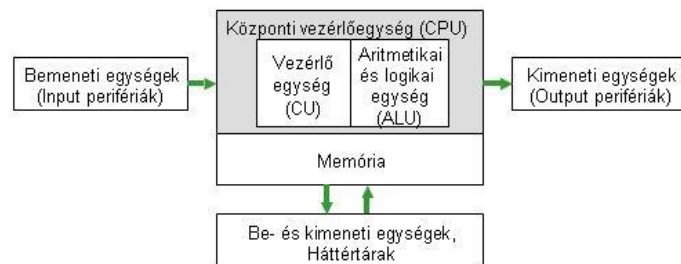 Központi vezérlőegység (CPU)
Vezérlő
egység
(CU)
Aritmetikai
és logikai
egység
(ALU)
Bemeneti egységek
(Input perifériák)
Kimeneti egységek
(Output perifériák)
Memória
Be- és kimeneti egységek,
Háttértárak